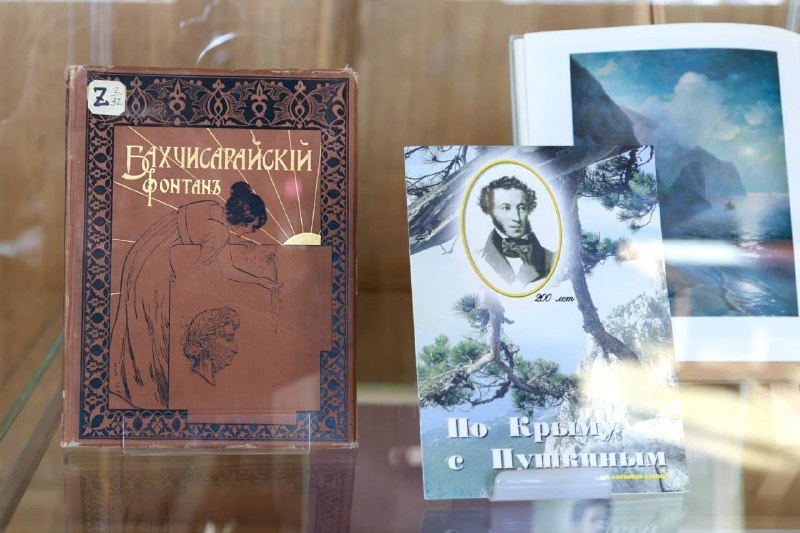 Z 2/32
Бахчисарайскій
фонтанъ
200 лет
По Крыму
с Пушкиным